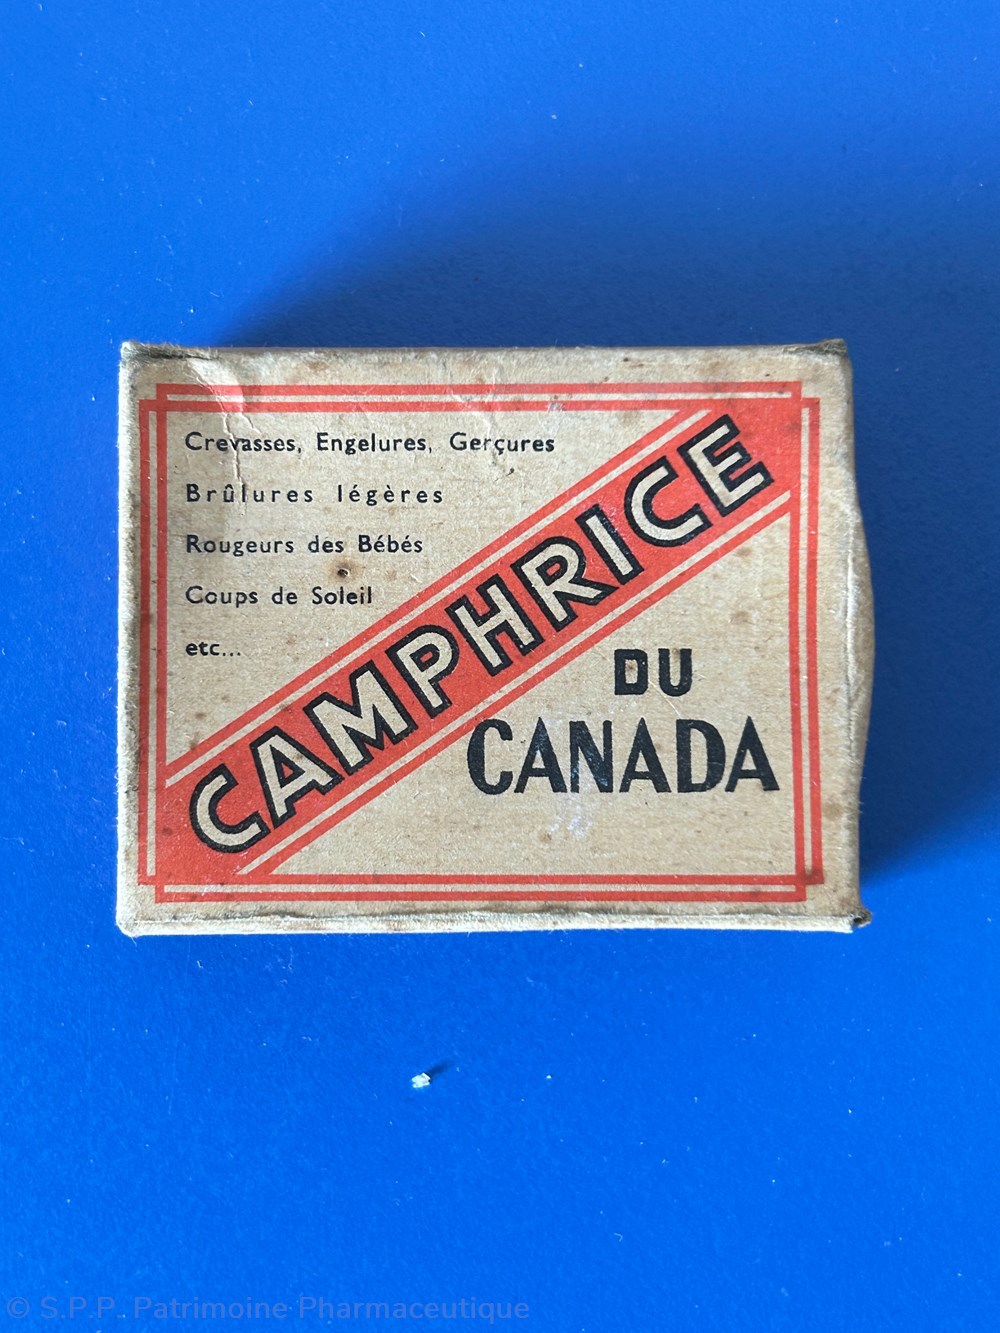 Crevasses, Engelures, Gerçures
Brûlures légères
Rougeurs des Bébés
Coups de Soleil
etc...
CAMPHRICE
DU
CANADA
© S.P.P. Patrimoine Pharmaceutique